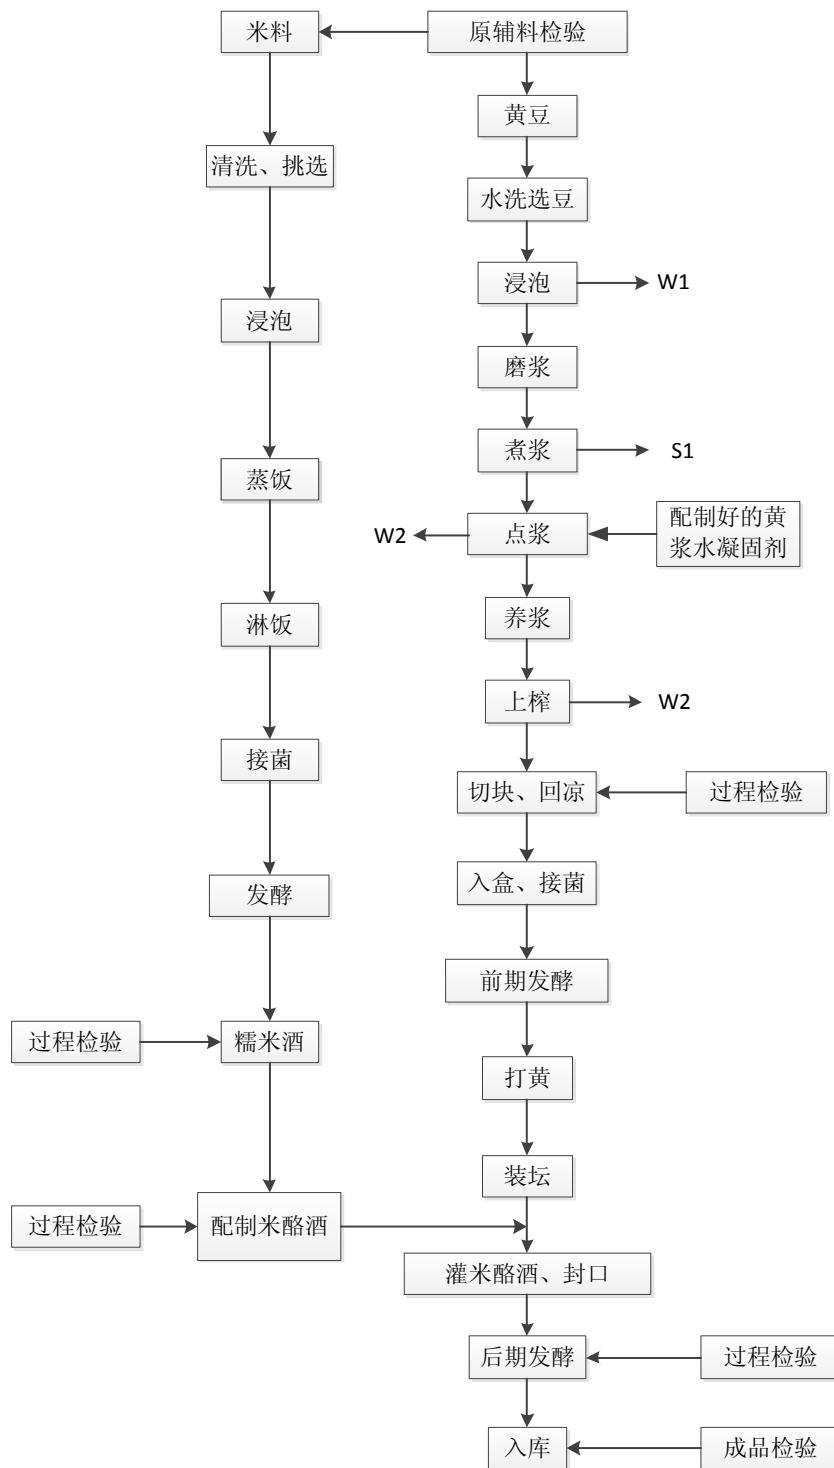 米料
原辅料检验
黄豆
清洗、挑选
水洗选豆
浸泡
W1
浸泡
磨浆
煮浆
S1
蒸饭
W2
点浆
配制好的黄
浆水凝固剂
养浆
淋饭
上榨
W2
接菌
切块、回凉
过程检验
发酵
入盒、接菌
前期发酵
过程检验
糯米酒
打黄
装坛
过程检验
配制米酪酒
灌米酪酒、封口
后期发酵
过程检验
入库
成品检验